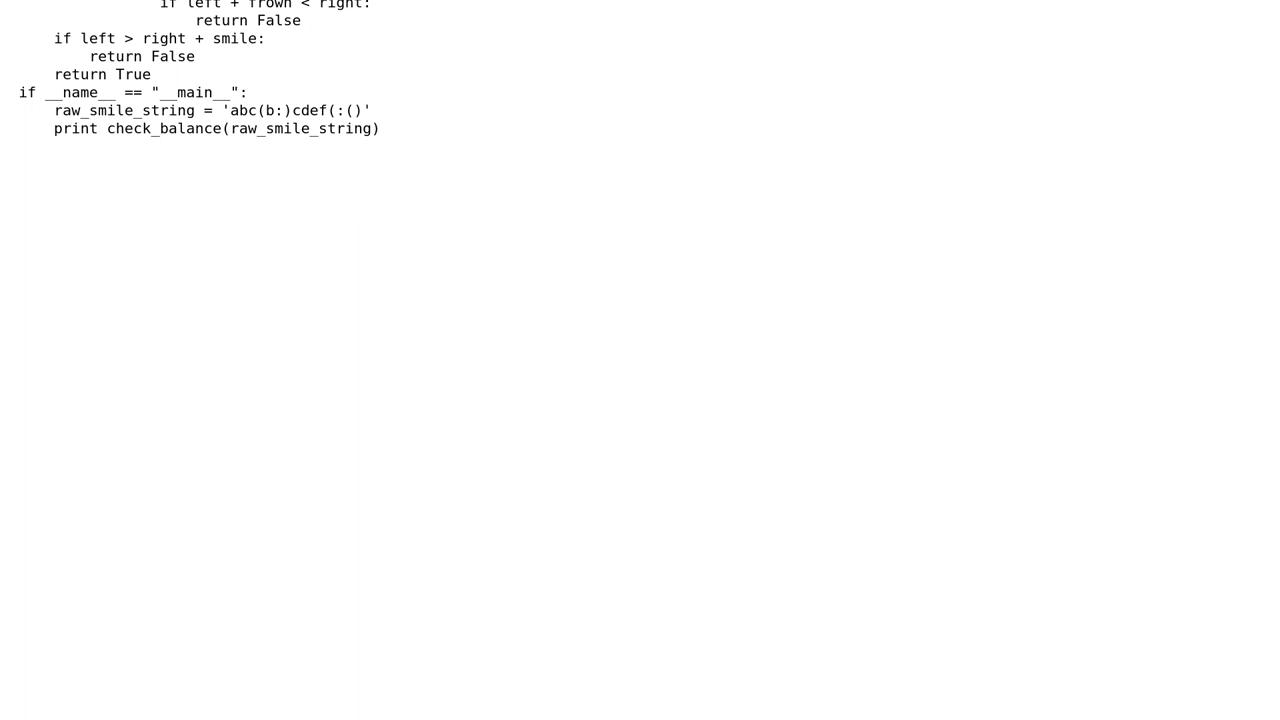 if left + frown < right:
return False
if left > right + smile:
return False
return True
if __name__ == "__main__":
raw_smile_string = 'abc(b:)cdef(:()'
print check_balance(raw_smile_string)